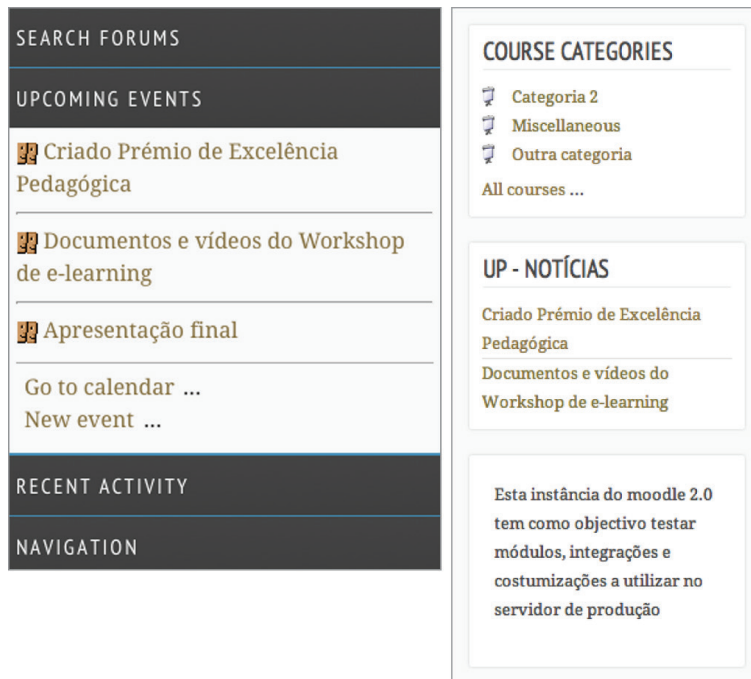 SEARCH FORUMS
UPCOMING EVENTS
Criado Prémio de Excelência
Pedagógica
Documentos e vídeos do Workshop
de e-learning
Apresentação final
Go to calendar ...
New event ...
RECENT ACTIVITY
NAVIGATION
COURSE CATEGORIES
Categoria 2
Miscellaneous
Outra categoria
All courses ...
UP - NOTÍCIAS
Criado Prémio de Excelência
Pedagógica
Documentos e vídeos do
Workshop de e-learning
Esta instância do moodle 2.0
tem como objectivo testar
módulos, integrações e
costumizações a utilizar no
servidor de produção